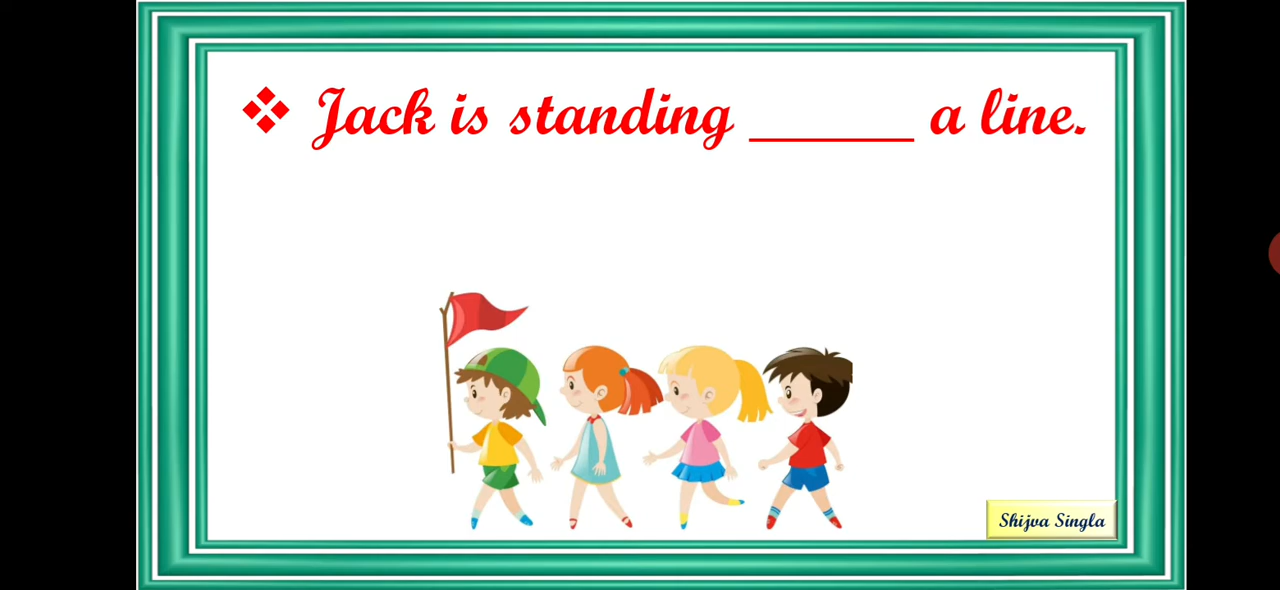 ❖ Jack is standing ______ a line.
Shijva Singla